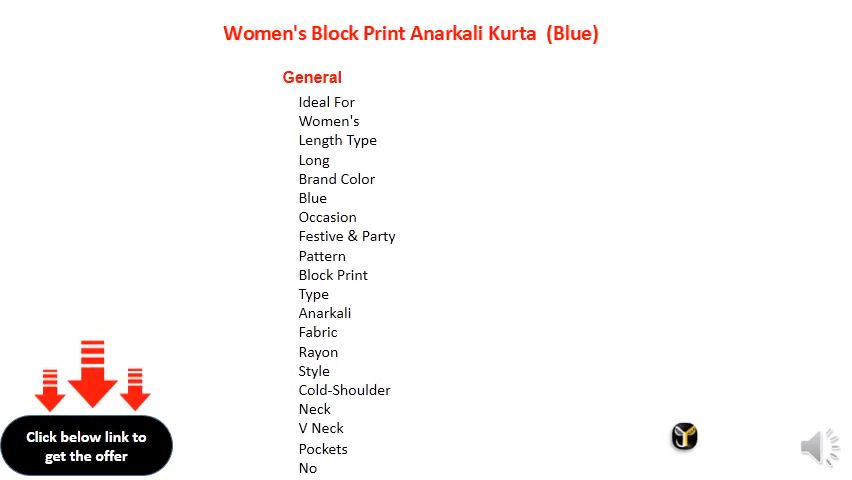 Women's Block Print Anarkali Kurta  (Blue)
General
Ideal For
Women's
Length Type
Long
Brand Color
Blue
Occasion
Festive & Party
Pattern
Block Print
Type
Anarkali
Fabric
Rayon
Style
Cold-Shoulder
Neck
V Neck
Pockets
No
Click below link to
get the offer